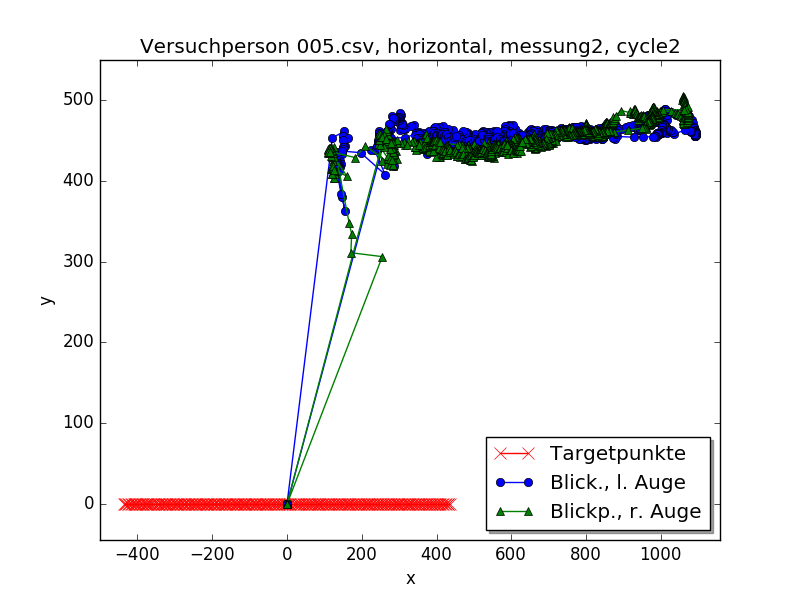 Versuchperson 005.csv, horizontal, messung2, cycle2
500
400
300
200
100
0
y
−400
−200
0
200
400
600
800
1000
x
Targetpunkte
Blick., l. Auge
Blickp., r. Auge